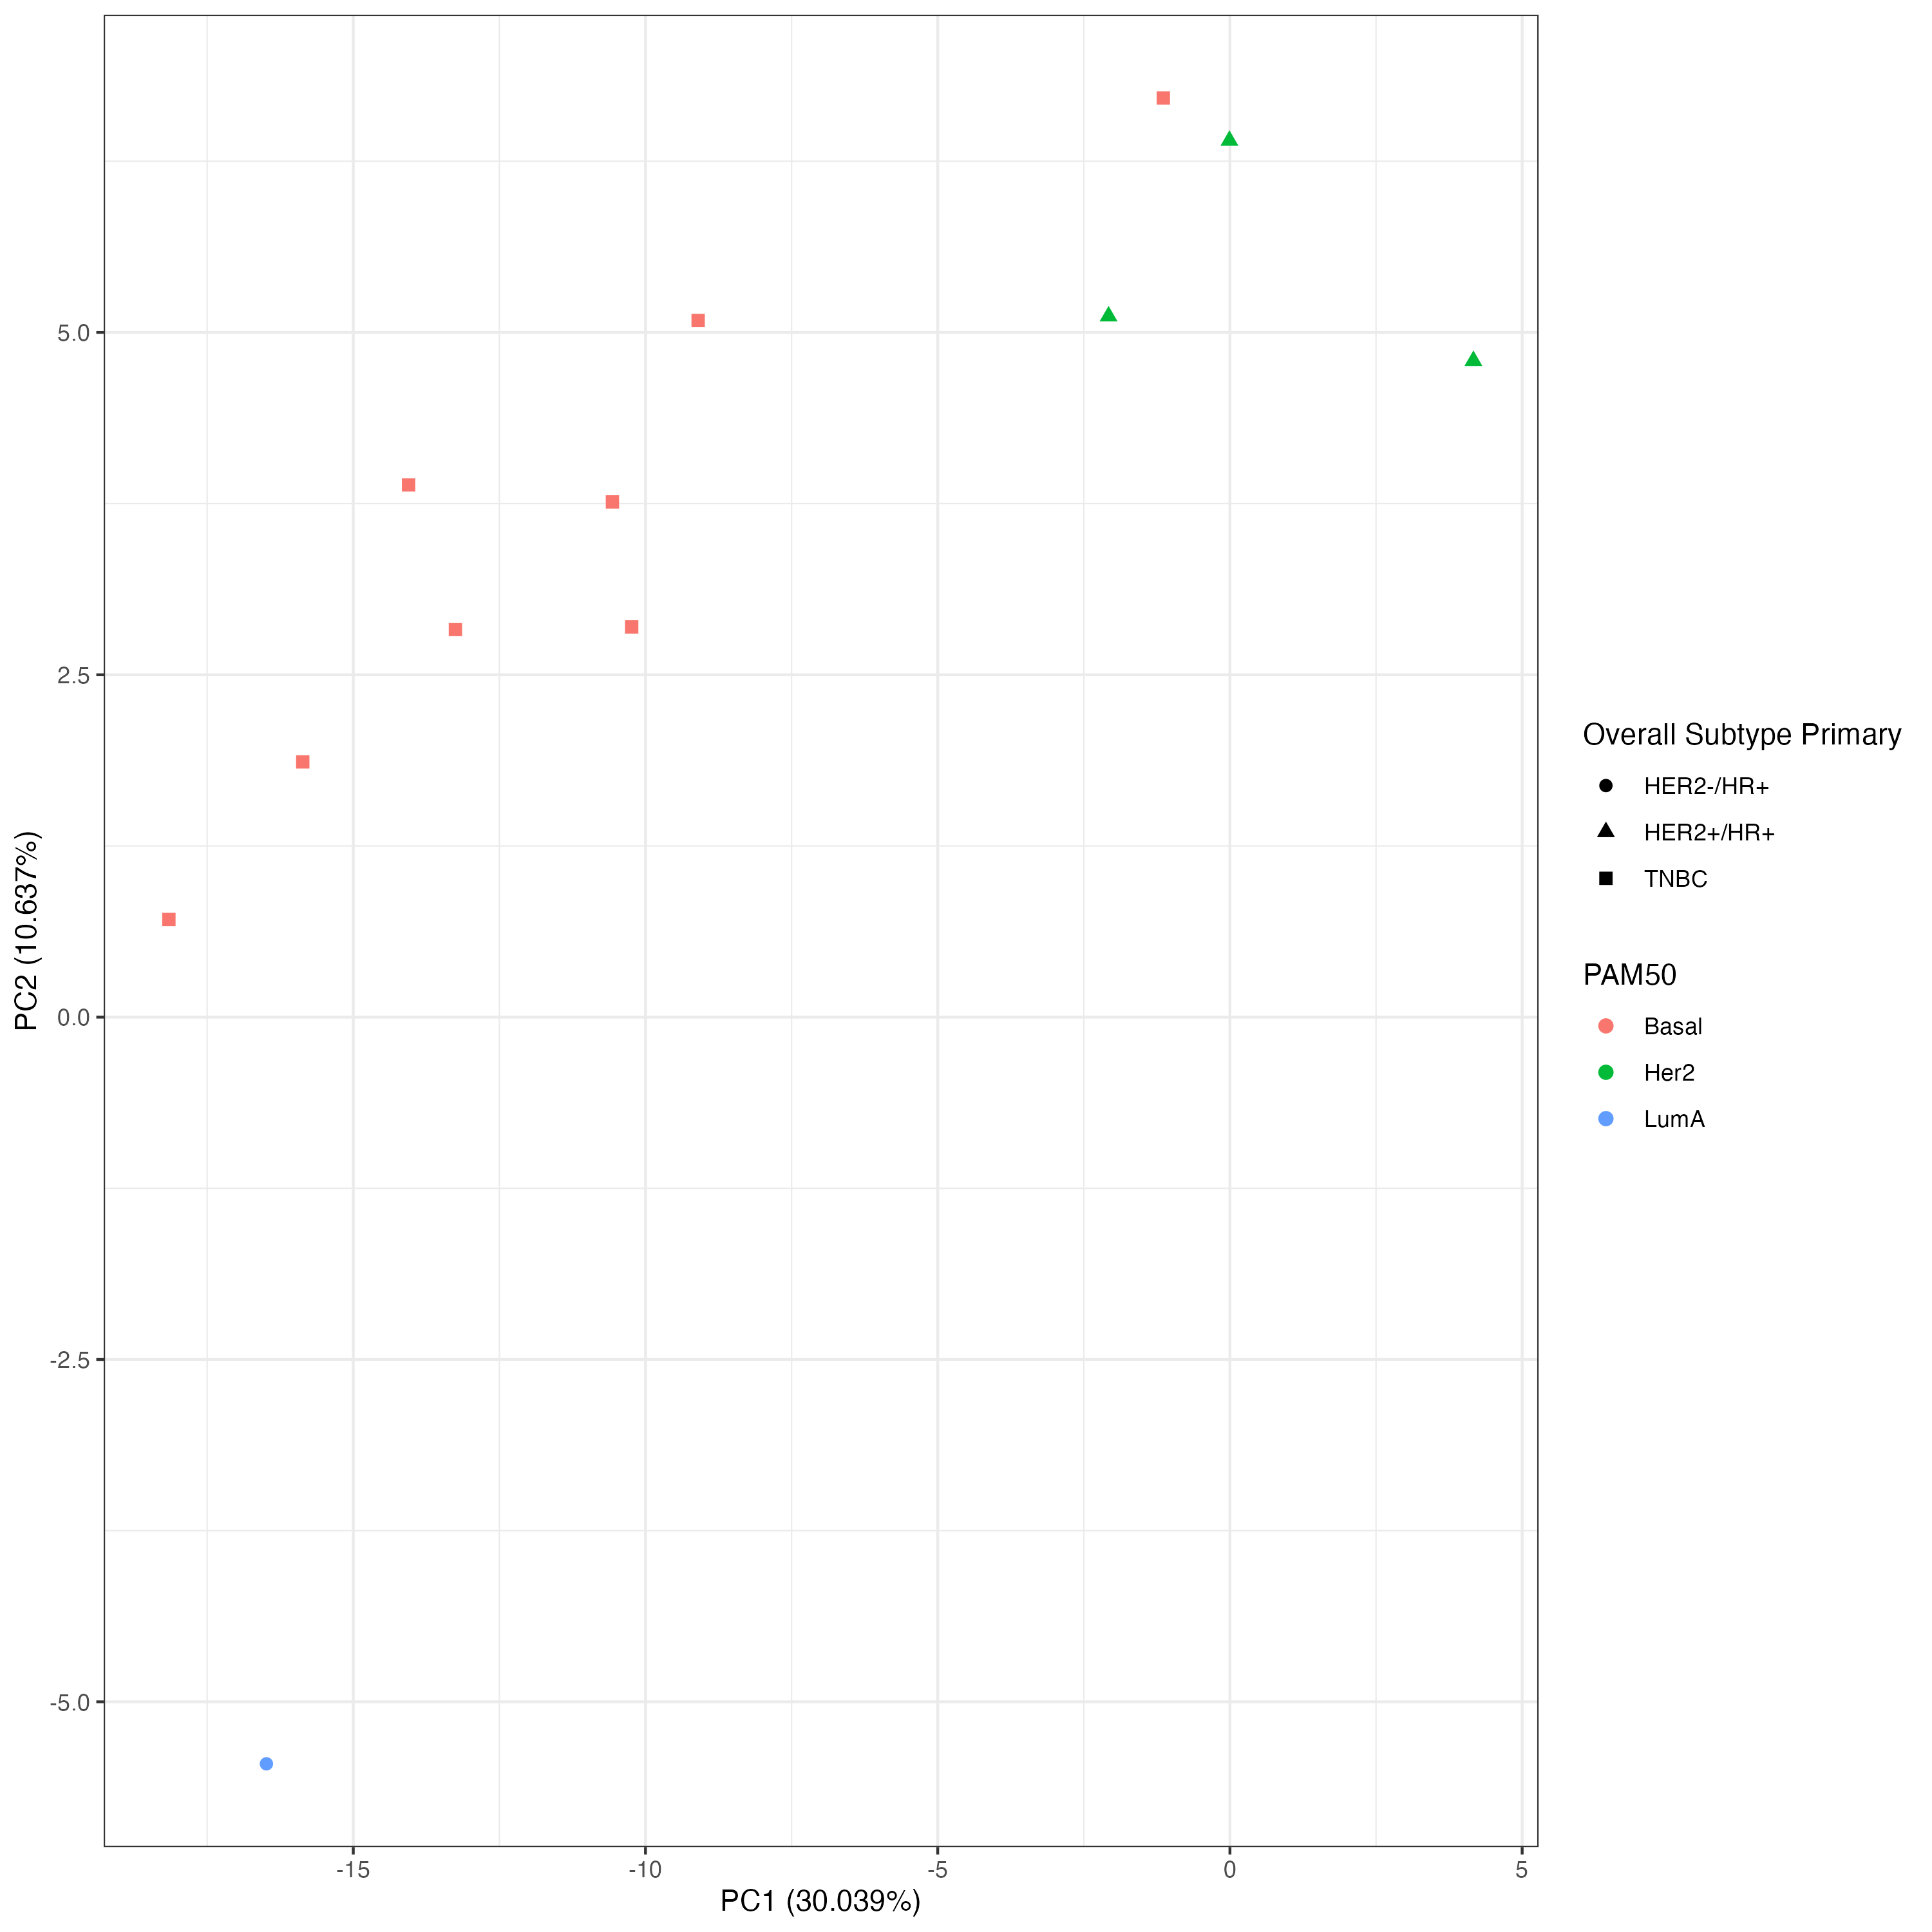 5.0
2.5
0.0
-2.5
-5.0
PC2 (10.637%)
-15
-10
-5
0
5
PC1 (30.039%)
Overall Subtype Primary
HER2-/HR+
HER2+/HR+
TNBC
PAM50
Basal
Her2
LumA